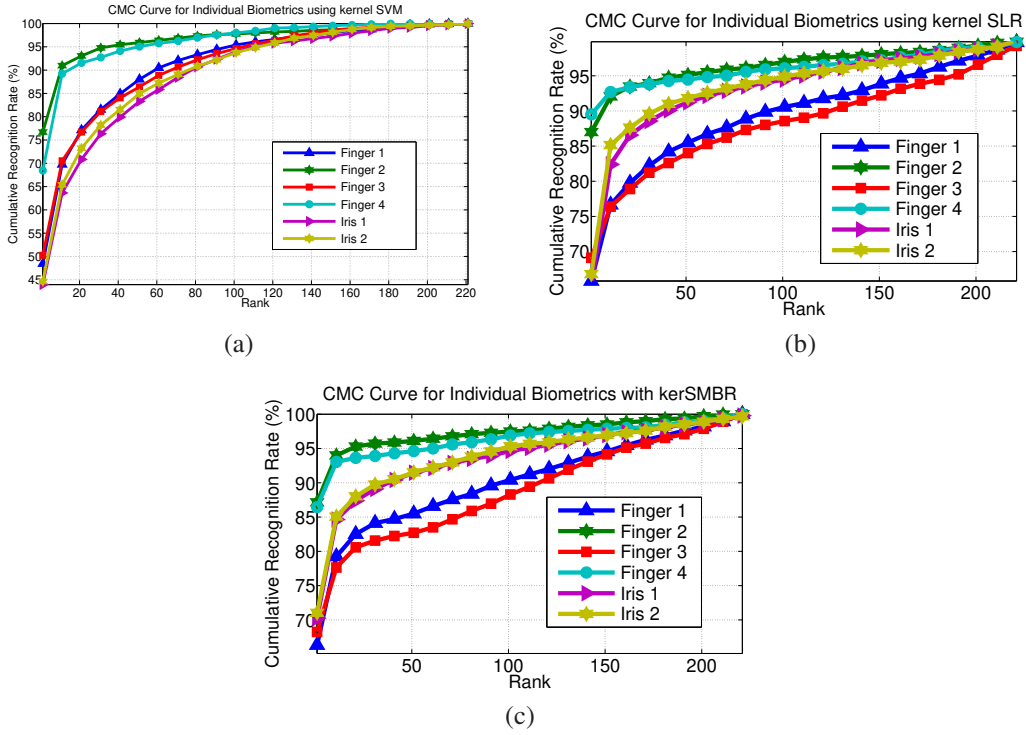 CMC Curve for Individual Biometrics using kernel SVM
Cumulative Recognition Rate (%)
100
95
90
85
80
75
70
65
60
55
50
45
20 40 60 80 100 120 140 160 180 200 220
Rank
Finger 1
Finger 2
Finger 3
Finger 4
Iris 1
Iris 2
(a)
CMC Curve for Individual Biometrics using kernel SLR
Cumulative Recognition Rate (%)
95
90
85
80
75
70
50 100 150 200
Rank
Finger 1
Finger 2
Finger 3
Finger 4
Iris 1
Iris 2
(b)
CMC Curve for Individual Biometrics with kerSMBR
Cumulative Recognition Rate (%)
100
95
90
85
80
75
70
50 100 150 200
Rank
Finger 1
Finger 2
Finger 3
Finger 4
Iris 1
Iris 2
(c)